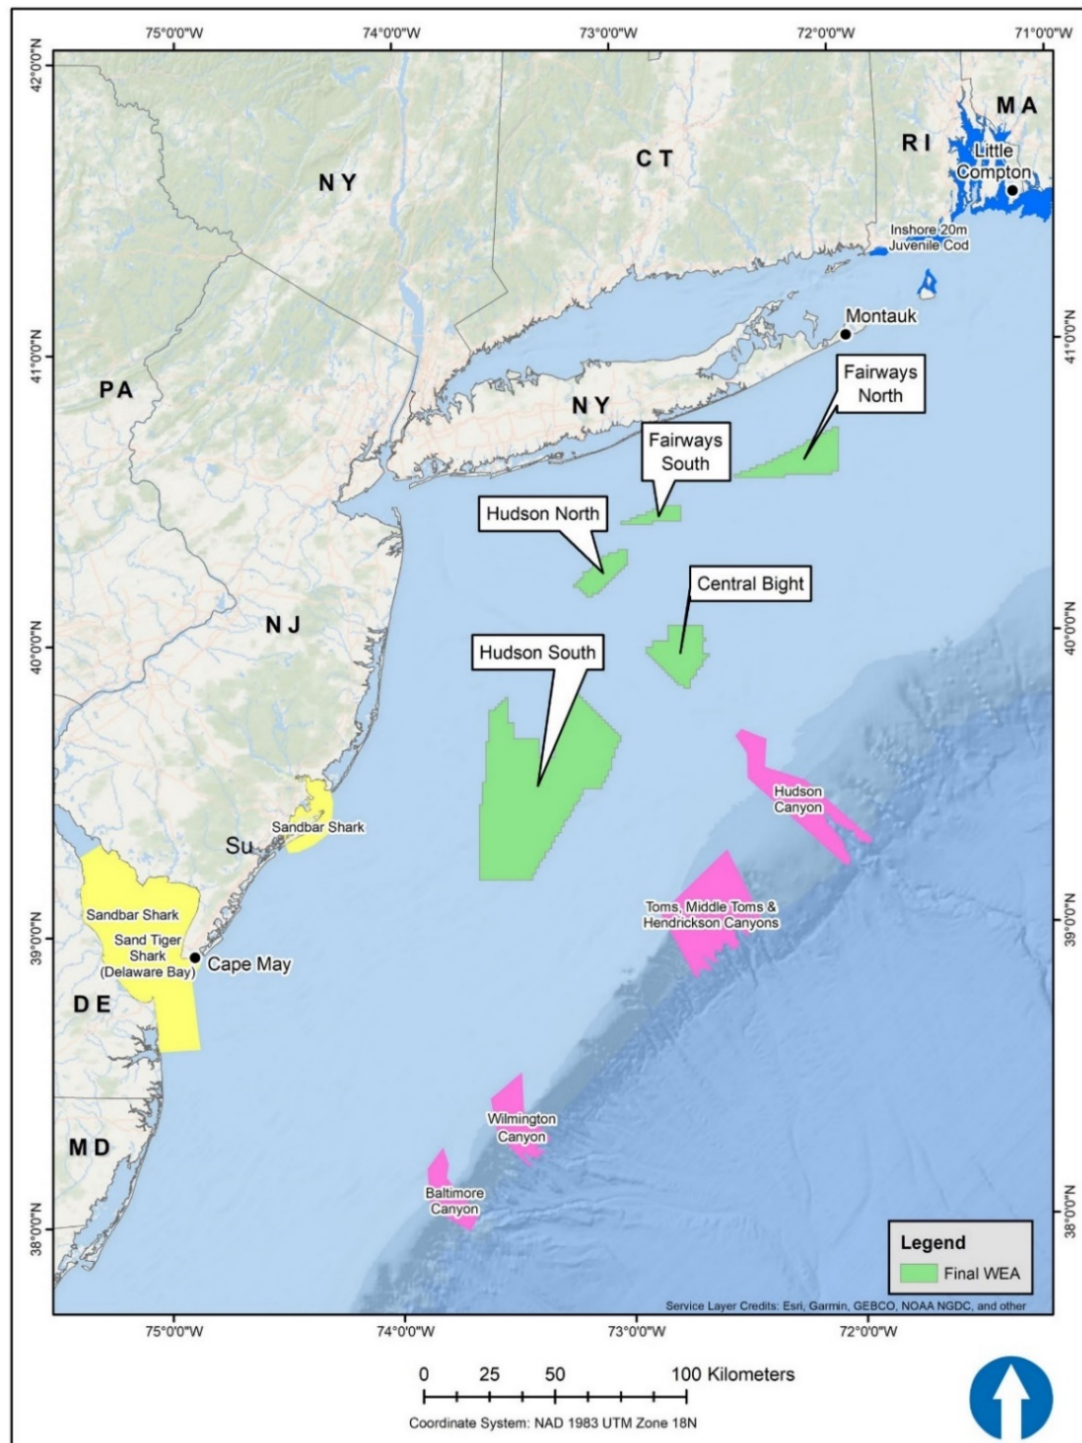 75°0'0"W
74°0'0"W
73°0'0"W
72°0'0"W
71°0'0"W
42°0'0"N
42°0'0"N
MA
RI
Little
Compton
CT
NY
Inshore 20m
Juvenile Cod
Montauk
41°0'0"N
41°0'0"N
Fairways
North
PA
NY
Fairways
South
Hudson North
Central Bight
NJ
40°0'0"N
40°0'0"N
Hudson South
Hudson
Canyon
Sandbar Shark
Su
Toms, Middle Toms &
Hendrickson Canyons
Sandbar Shark
39°0'0"N
39°0'0"N
Sand Tiger
Shark
(Delaware Bay)
Cape May
DE
Wilmington
Canyon
MD
Baltimore
Canyon
38°0'0"N
38°0'0"N
Legend
Final WEA
Service Layer Credits: Esri, Garmin, GEBCO, NOAA NGDC, and other
75°0'0"W
74°0'0"W
73°0'0"W
72°0'0"W
0 25 50 100 Kilometers
Coordinate System: NAD 1983 UTM Zone 18N